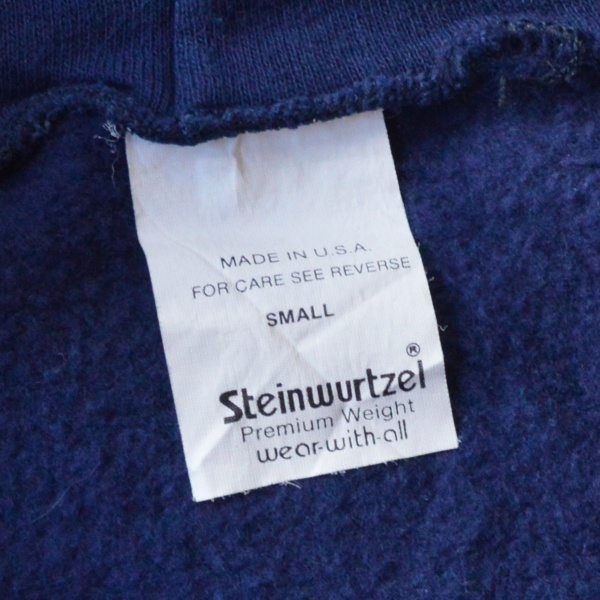 MADE IN U.S.A.
FOR CARE SEE REVERSE
SMALL
Steinwurtzel®
Premium Weight
wear-with-all